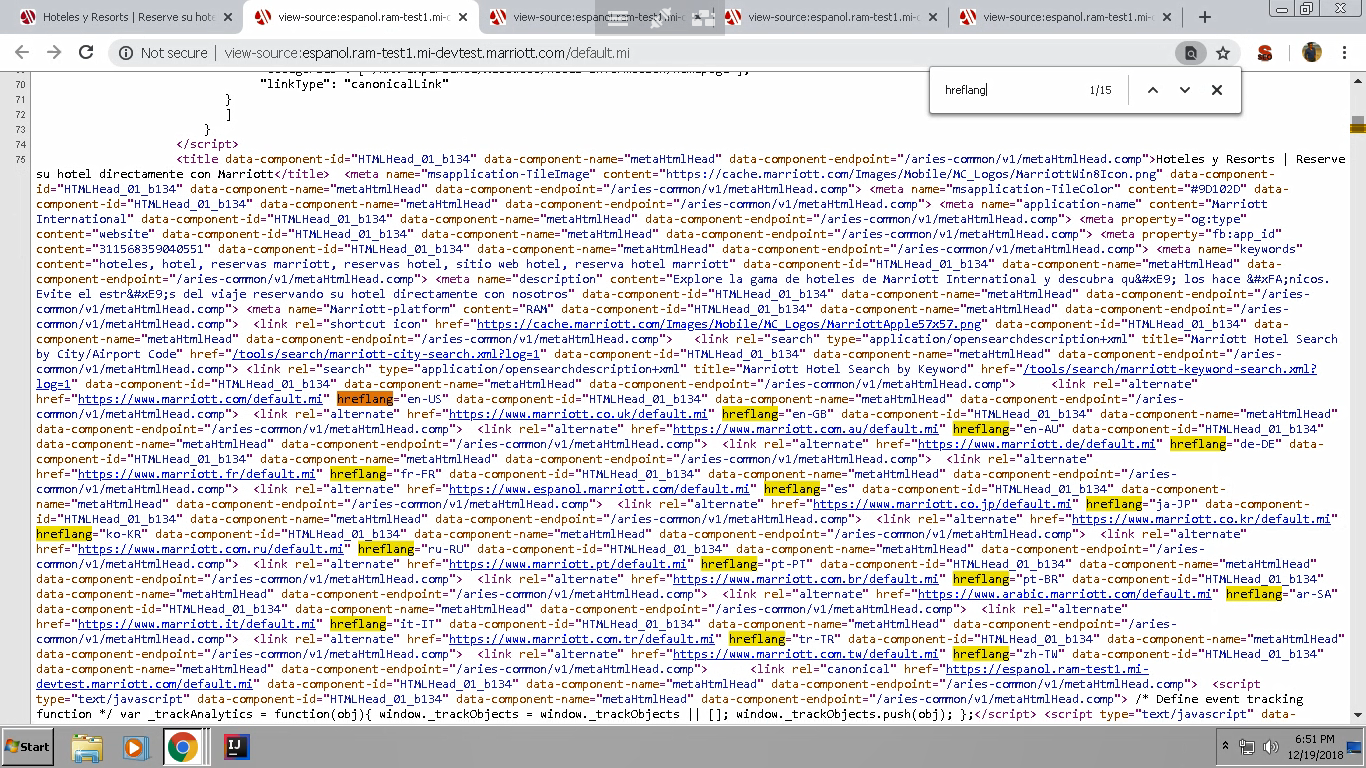 Hoteles y Resorts | Reserve su hote
view-source:espanol.ram-test1.mi-c
view-source:espanol.ram-test1.mi-c
view-source:espanol.ram-test1.mi-c
view-source:espanol.ram-test1.mi-c
Not secure | view-source:espanol.ram-test1.mi-devtest.marriott.com/default.mi
hreflang 1/15
70 "linkType": "canonicalLink"
71 }
72 ]
73 }
74 </script>
75 <title data-component-id="HTMLHead_01_b134" data-component-name="metaHtmlHead" data-component-endpoint="/aries-common/v1/metaHtmlHead.comp">Hoteles y Resorts | Reserve
su hotel directamente con Marriott</title> <meta name="msapplication-TileImage" content="https://cache.marriott.com/Images/Mobile/MC_Logos/MarriottWin8Icon.png" data-component-
id="HTMLHead_01_b134" data-component-name="metaHtmlHead" data-component-endpoint="/aries-common/v1/metaHtmlHead.comp"> <meta name="msapplication-TileColor" content="#9D102D" data-
component-id="HTMLHead_01_b134" data-component-name="metaHtmlHead" data-component-endpoint="/aries-common/v1/metaHtmlHead.comp"> <meta name="application-name" content="Marriott
International" data-component-id="HTMLHead_01_b134" data-component-name="metaHtmlHead" data-component-endpoint="/aries-common/v1/metaHtmlHead.comp"> <meta property="og:type"
content="website" data-component-id="HTMLHead_01_b134" data-component-name="metaHtmlHead" data-component-endpoint="/aries-common/v1/metaHtmlHead.comp"> <meta property="fb:app_id"
content="311568359040551" data-component-id="HTMLHead_01_b134" data-component-name="metaHtmlHead" data-component-endpoint="/aries-common/v1/metaHtmlHead.comp"> <meta name="keywords"
content="hoteles, hotel, reservas marriott, reservas hotel, sitio web hotel, reserva hotel marriott" data-component-id="HTMLHead_01_b134" data-component-name="metaHtmlHead" data-
component-endpoint="/aries-common/v1/metaHtmlHead.comp"> <meta name="description" content="Explore la gama de hoteles de Marriott International y descubra qu&#xE9; los hace &#xFA;nicos.
Evite el estr&#xE9;s del viaje reservando su hotel directamente con nosotros" data-component-id="HTMLHead_01_b134" data-component-name="metaHtmlHead" data-component-endpoint="/aries-
common/v1/metaHtmlHead.comp"> <meta name="Marriott-platform" content="RAM" data-component-id="HTMLHead_01_b134" data-component-name="metaHtmlHead" data-component-endpoint="/aries-
common/v1/metaHtmlHead.comp"> <link rel="shortcut icon" href="https://cache.marriott.com/Images/Mobile/MC_Logos/MarriottApple57x57.png" data-component-id="HTMLHead_01_b134" data-
component-name="metaHtmlHead" data-component-endpoint="/aries-common/v1/metaHtmlHead.comp"> <link rel="search" type="application/opensearchdescription+xml" title="Marriott Hotel Search
by City/Airport Code" href="/tools/search/marriott-city-search.xml?log=1" data-component-id="HTMLHead_01_b134" data-component-name="metaHtmlHead" data-component-endpoint="/aries-
common/v1/metaHtmlHead.comp"> <link rel="search" type="application/opensearchdescription+xml" title="Marriott Hotel Search by Keyword" href="/tools/search/marriott-keyword-search.xml?
log=1" data-component-id="HTMLHead_01_b134" data-component-name="metaHtmlHead" data-component-endpoint="/aries-common/v1/metaHtmlHead.comp"> <link rel="alternate"
href="https://www.marriott.com/default.mi" hreflang="en-US" data-component-id="HTMLHead_01_b134" data-component-name="metaHtmlHead" data-component-endpoint="/aries-
common/v1/metaHtmlHead.comp"> <link rel="alternate" href="https://www.marriott.co.uk/default.mi" hreflang="en-GB" data-component-id="HTMLHead_01_b134" data-component-name="metaHtmlHead"
data-component-endpoint="/aries-common/v1/metaHtmlHead.comp"> <link rel="alternate" href="https://www.marriott.com.au/default.mi" hreflang="en-AU" data-component-id="HTMLHead_01_b134"
data-component-name="metaHtmlHead" data-component-endpoint="/aries-common/v1/metaHtmlHead.comp"> <link rel="alternate" href="https://www.marriott.de/default.mi" hreflang="de-DE" data-
component-id="HTMLHead_01_b134" data-component-name="metaHtmlHead" data-component-endpoint="/aries-common/v1/metaHtmlHead.comp"> <link rel="alternate"
href="https://www.marriott.fr/default.mi" hreflang="fr-FR" data-component-id="HTMLHead_01_b134" data-component-name="metaHtmlHead" data-component-endpoint="/aries-
common/v1/metaHtmlHead.comp"> <link rel="alternate" href="https://www.espanol.marriott.com/default.mi" hreflang="es" data-component-id="HTMLHead_01_b134" data-component-
name="metaHtmlHead" data-component-endpoint="/aries-common/v1/metaHtmlHead.comp"> <link rel="alternate" href="https://www.marriott.co.jp/default.mi" hreflang="ja-JP" data-component-
id="HTMLHead_01_b134" data-component-name="metaHtmlHead" data-component-endpoint="/aries-common/v1/metaHtmlHead.comp"> <link rel="alternate" href="https://www.marriott.co.kr/default.mi"
hreflang="ko-KR" data-component-id="HTMLHead_01_b134" data-component-name="metaHtmlHead" data-component-endpoint="/aries-common/v1/metaHtmlHead.comp"> <link rel="alternate"
href="https://www.marriott.com.ru/default.mi" hreflang="ru-RU" data-component-id="HTMLHead_01_b134" data-component-name="metaHtmlHead" data-component-endpoint="/aries-
common/v1/metaHtmlHead.comp"> <link rel="alternate" href="https://www.marriott.pt/default.mi" hreflang="pt-PT" data-component-id="HTMLHead_01_b134" data-component-name="metaHtmlHead"
data-component-endpoint="/aries-common/v1/metaHtmlHead.comp"> <link rel="alternate" href="https://www.marriott.com.br/default.mi" hreflang="pt-BR" data-component-id="HTMLHead_01_b134"
data-component-name="metaHtmlHead" data-component-endpoint="/aries-common/v1/metaHtmlHead.comp"> <link rel="alternate" href="https://www.arabic.marriott.com/default.mi" hreflang="ar-SA"
data-component-id="HTMLHead_01_b134" data-component-name="metaHtmlHead" data-component-endpoint="/aries-common/v1/metaHtmlHead.comp"> <link rel="alternate"
href="https://www.marriott.it/default.mi" hreflang="it-IT" data-component-id="HTMLHead_01_b134" data-component-name="metaHtmlHead" data-component-endpoint="/aries-
common/v1/metaHtmlHead.comp"> <link rel="alternate" href="https://www.marriott.com.tr/default.mi" hreflang="tr-TR" data-component-id="HTMLHead_01_b134" data-component-name="metaHtmlHead"
data-component-endpoint="/aries-common/v1/metaHtmlHead.comp"> <link rel="alternate" href="https://www.marriott.com.tw/default.mi" hreflang="zh-TW" data-component-id="HTMLHead_01_b134"
data-component-name="metaHtmlHead" data-component-endpoint="/aries-common/v1/metaHtmlHead.comp"> <link rel="canonical" href="https://espanol.ram-test1.mi-
devtest.marriott.com/default.mi" data-component-id="HTMLHead_01_b134" data-component-name="metaHtmlHead" data-component-endpoint="/aries-common/v1/metaHtmlHead.comp"> <script
type="text/javascript" data-component-id="HTMLHead_01_b134" data-component-name="metaHtmlHead" data-component-endpoint="/aries-common/v1/metaHtmlHead.comp"> /* Define event tracking
function */ var _trackAnalytics = function(obj){ window._trackObjects = window._trackObjects || []; window._trackObjects.push(obj); };</script> <script type="text/javascript" data-
Start
6:51 PM
12/19/2018